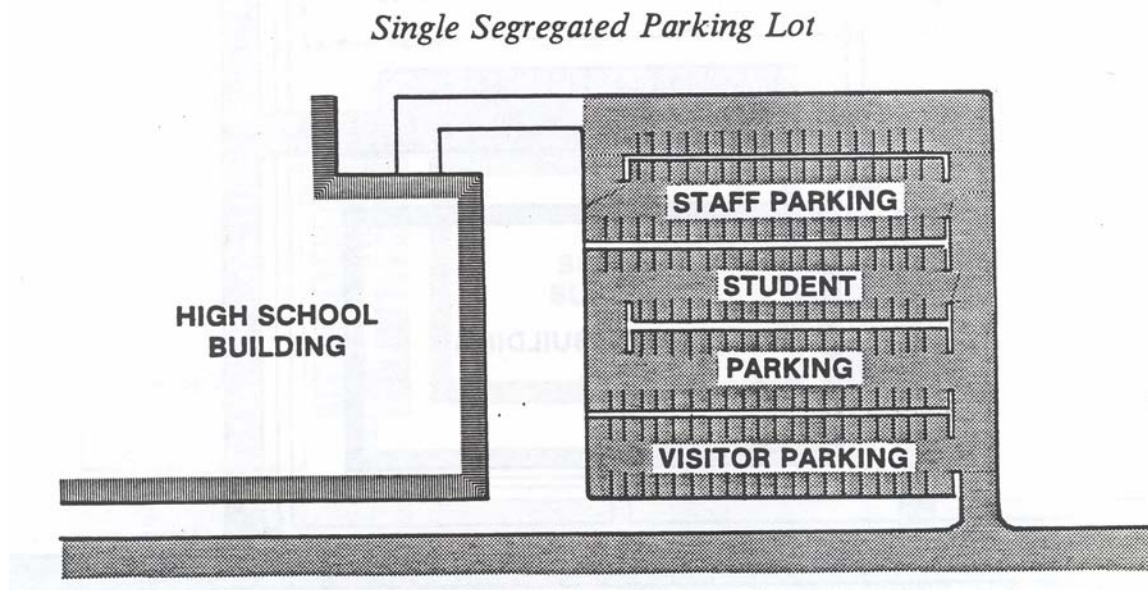 Single Segregated Parking Lot
STAFF PARKING
STUDENT
PARKING
VISITOR PARKING
HIGH SCHOOL
BUILDING